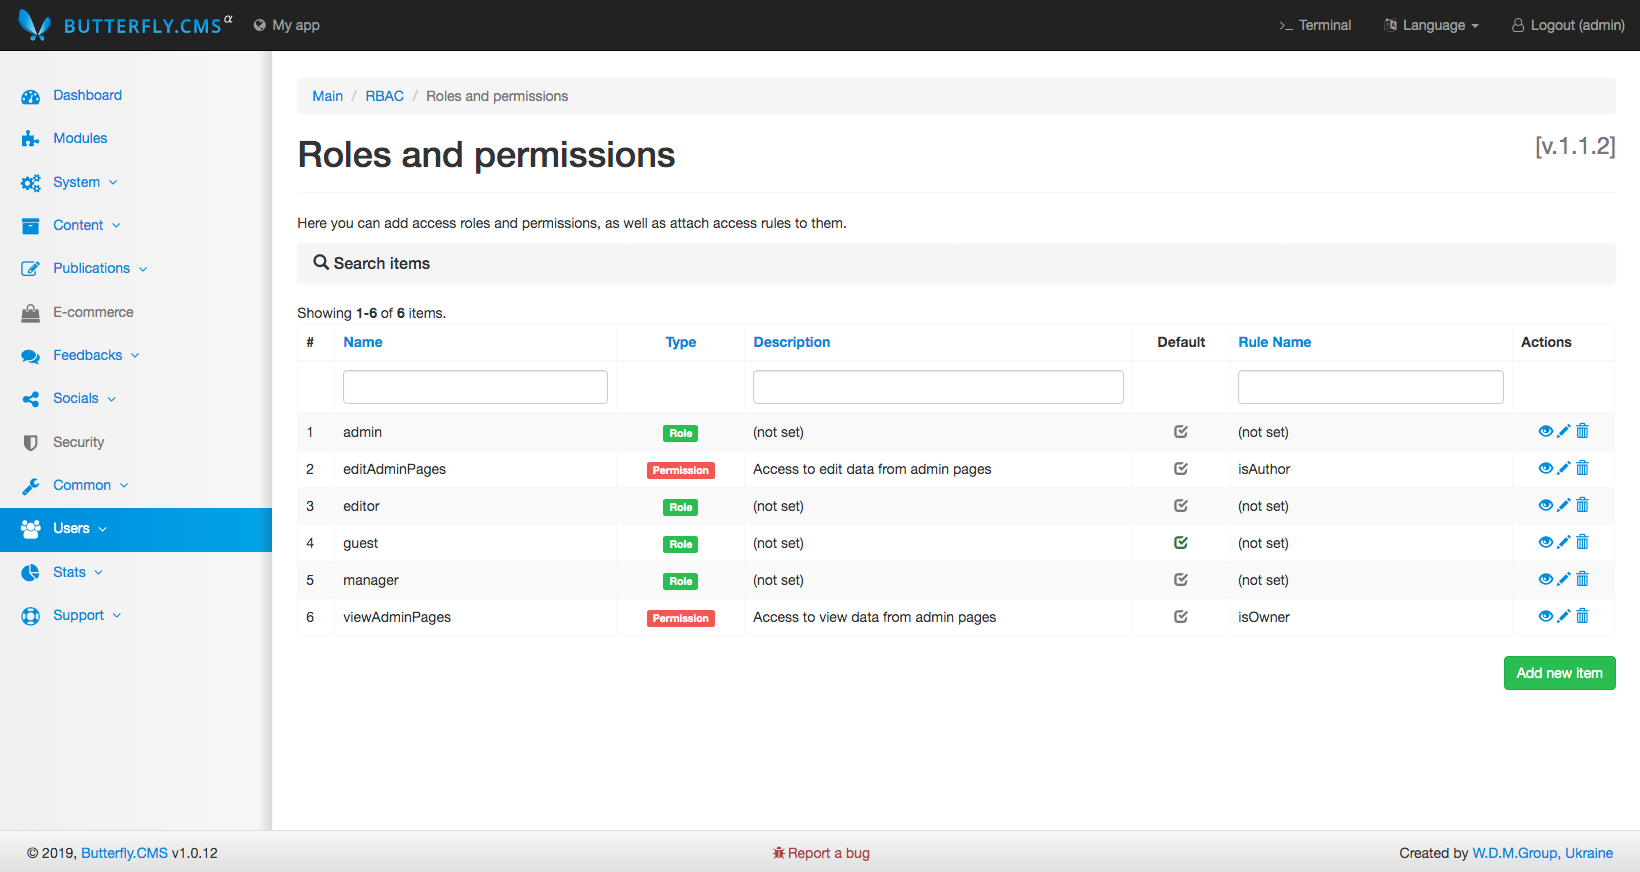 BUTTERFLY.CMS α My app >_ Terminal Language Logout (admin)
Dashboard
Modules
System
Content
Publications
E-commerce
Feedbacks
Socials
Security
Common
Users
Stats
Support
Main / RBAC / Roles and permissions
Roles and permissions [v.1.1.2]
Here you can add access roles and permissions, as well as attach access rules to them.
Search items
Showing 1-6 of 6 items.
# Name Type Description Default Rule Name Actions
1 admin Role (not set) (not set)
2 editAdminPages Permission Access to edit data from admin pages isAuthor
3 editor Role (not set) (not set)
4 guest Role (not set) (not set)
5 manager Role (not set) (not set)
6 viewAdminPages Permission Access to view data from admin pages isOwner
Add new item
© 2019, Butterfly.CMS v1.0.12 Report a bug Created by W.D.M.Group, Ukraine